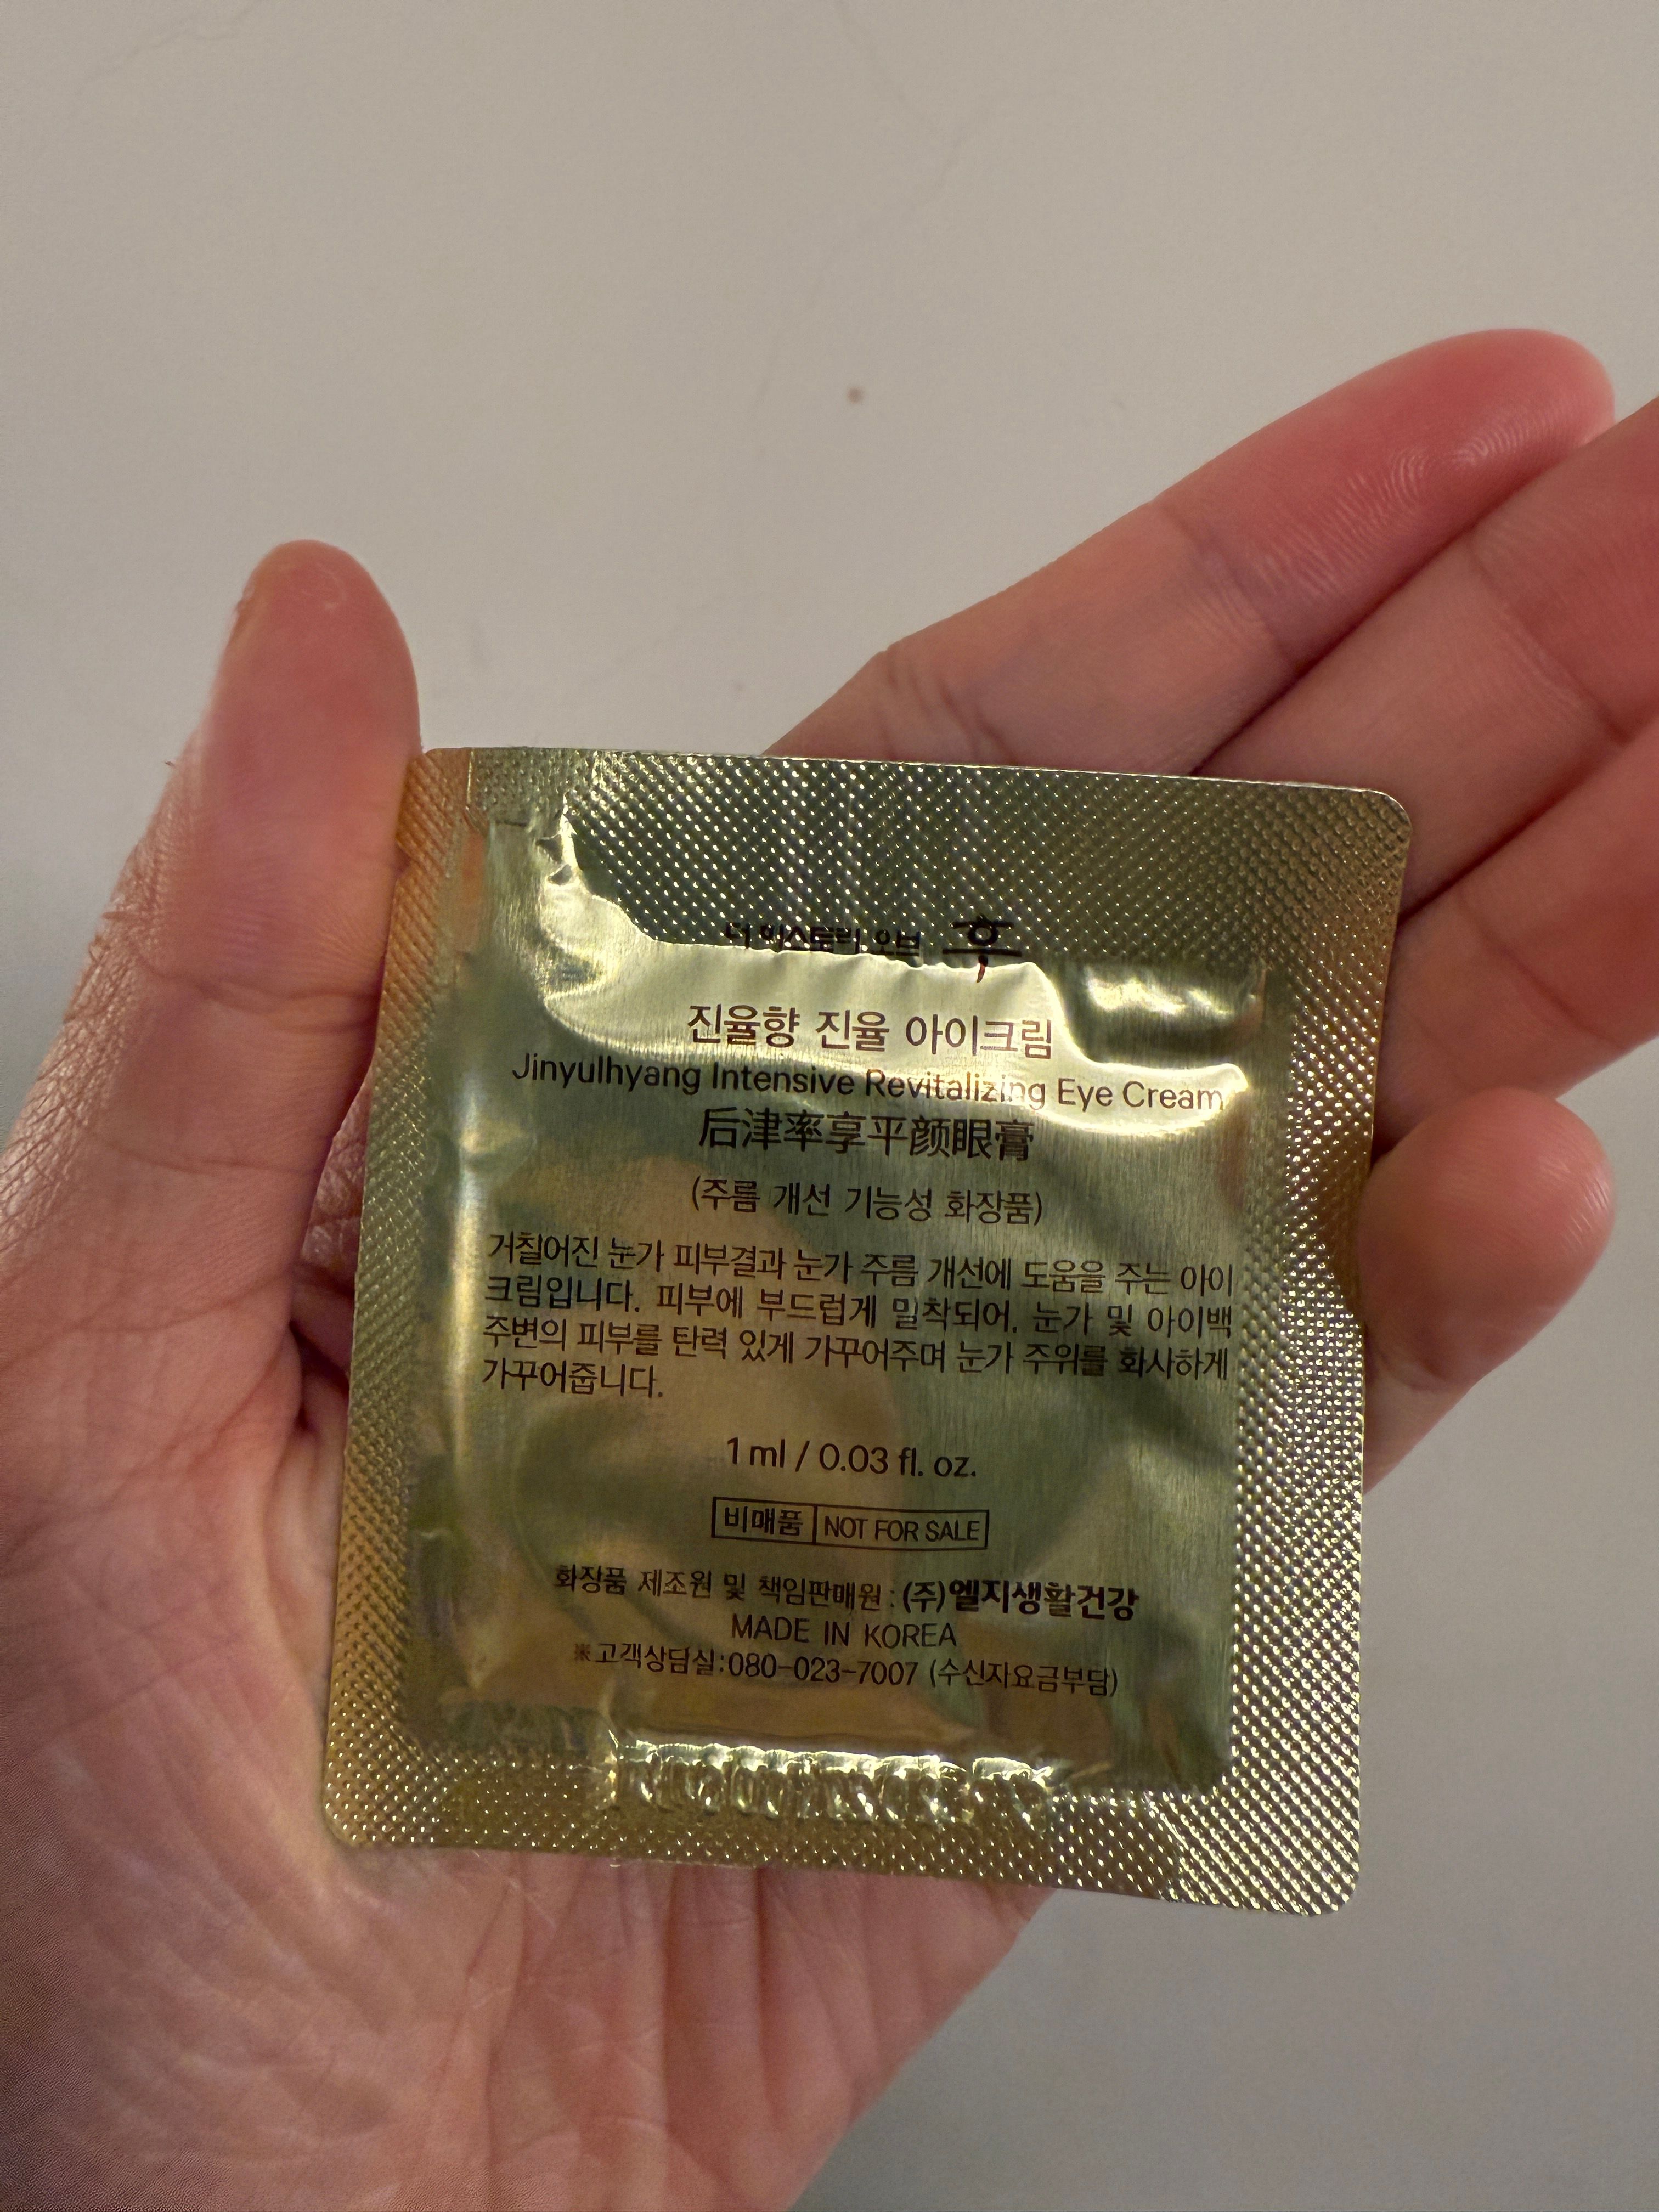 더 히스토리 오브 후
진율향 진율 아이크림
Jinyulhyang Intensive Revitalizing Eye Cream
后津率享平颜眼膏
(주름 개선 기능성 화장품)
거칠어진 눈가 피부결과 눈가 주름 개선에 도움을 주는 아이
크림입니다. 피부에 부드럽게 밀착되어, 눈가 및 아이백
주변의 피부를 탄력 있게 가꾸어주며 눈가 주위를 화사하게
가꾸어줍니다.
1 ml / 0.03 fl. oz.
비매품 NOT FOR SALE
화장품 제조원 및 책임판매원 : (주)엘지생활건강
MADE IN KOREA
※고객상담실:080-023-7007 (수신자요금부담)